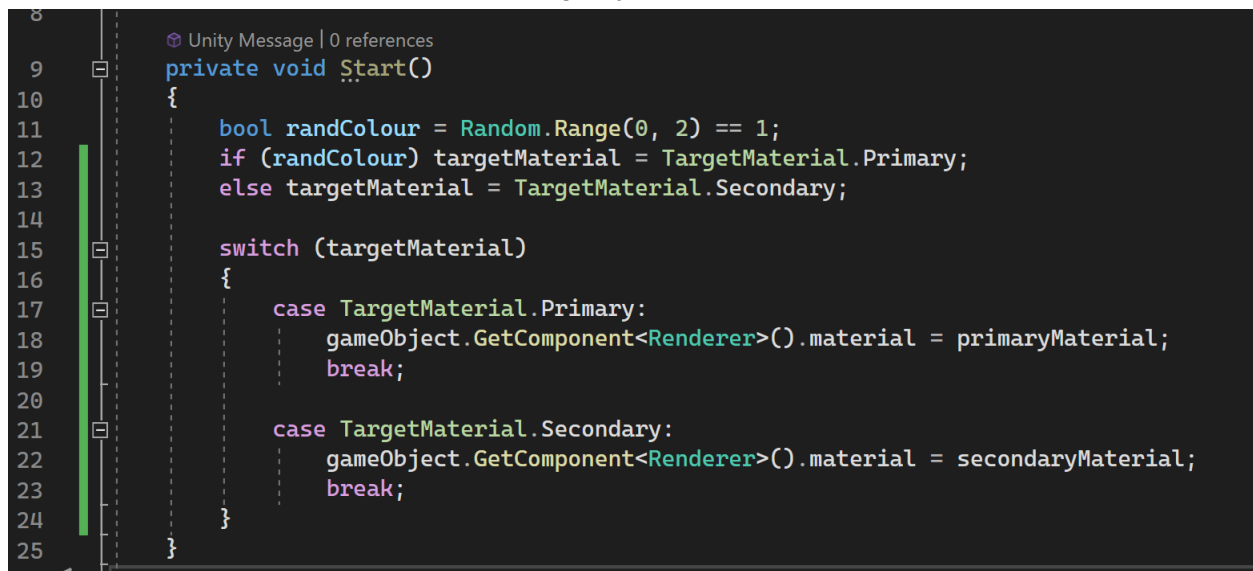 8
Unity Message | 0 references
9 private void Start()
10 {
11 bool randColour = Random.Range(0, 2) == 1;
12 if (randColour) targetMaterial = TargetMaterial.Primary;
13 else targetMaterial = TargetMaterial.Secondary;
14
15 switch (targetMaterial)
16 {
17 case TargetMaterial.Primary:
18 gameObject.GetComponent<Renderer>().material = primaryMaterial;
19 break;
20
21 case TargetMaterial.Secondary:
22 gameObject.GetComponent<Renderer>().material = secondaryMaterial;
23 break;
24 }
25 }